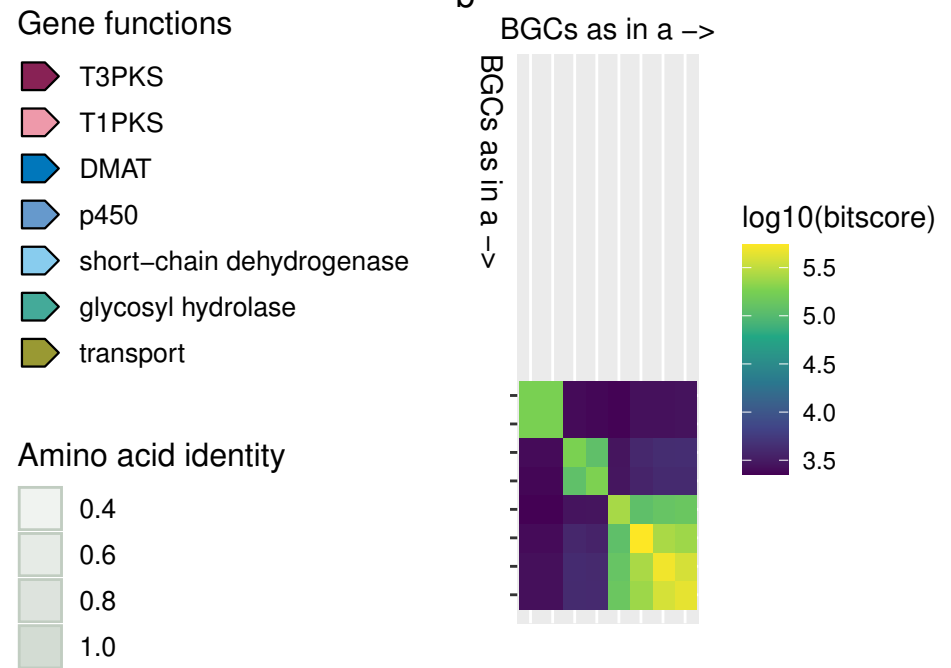 Gene functions
T3PKS
T1PKS
DMAT
p450
short−chain dehydrogenase
glycosyl hydrolase
transport
Amino acid identity
0.4
0.6
0.8
1.0
b
BGCs as in a −>
BGCs as in a −>
log10(bitscore)
5.5
5.0
4.5
4.0
3.5